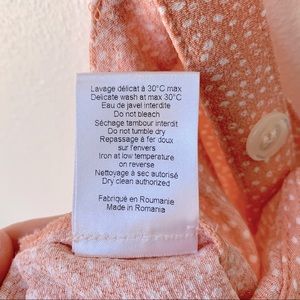 Lavage délicat à 30°C max
Delicate wash at max 30°C
Eau de javel interdite
Do not bleach
Séchage tambour interdit
Do not tumble dry
Repassage à fer doux
sur l'envers
Iron at low temperature
on reverse
Nettoyage à sec autorisé
Dry clean authorized
Fabriqué en Roumanie
Made in Romania